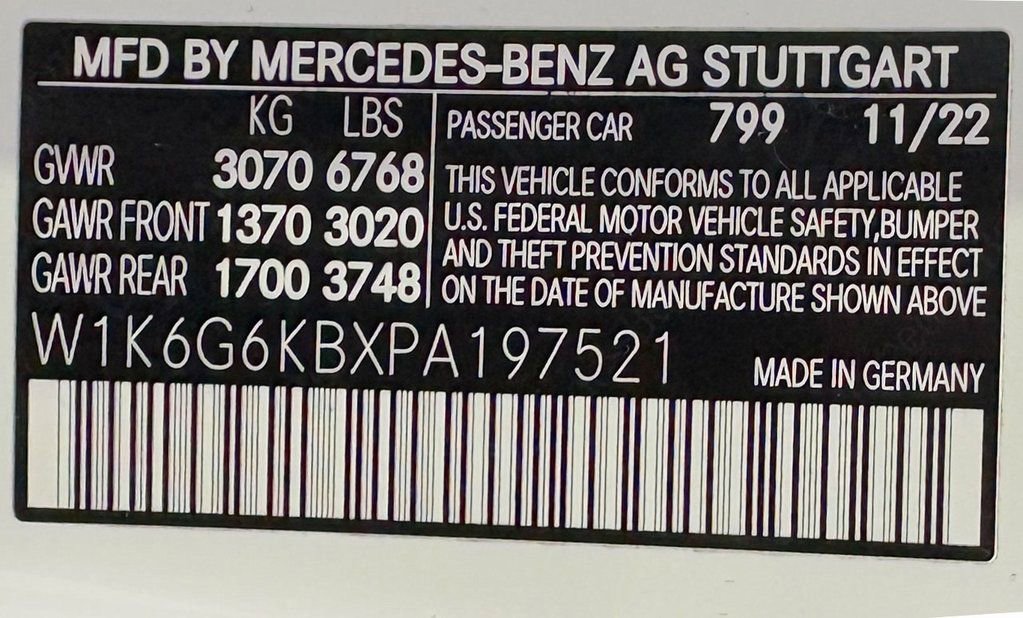 MFD BY MERCEDES-BENZ AG STUTTGART
KG LBS
GVWR 3070 6768
GAWR FRONT 1370 3020
GAWR REAR 1700 3748
PASSENGER CAR 799 11/22
THIS VEHICLE CONFORMS TO ALL APPLICABLE
U.S. FEDERAL MOTOR VEHICLE SAFETY,BUMPER
AND THEFT PREVENTION STANDARDS IN EFFECT
ON THE DATE OF MANUFACTURE SHOWN ABOVE
W1K6G6KBXPA197521
MADE IN GERMANY